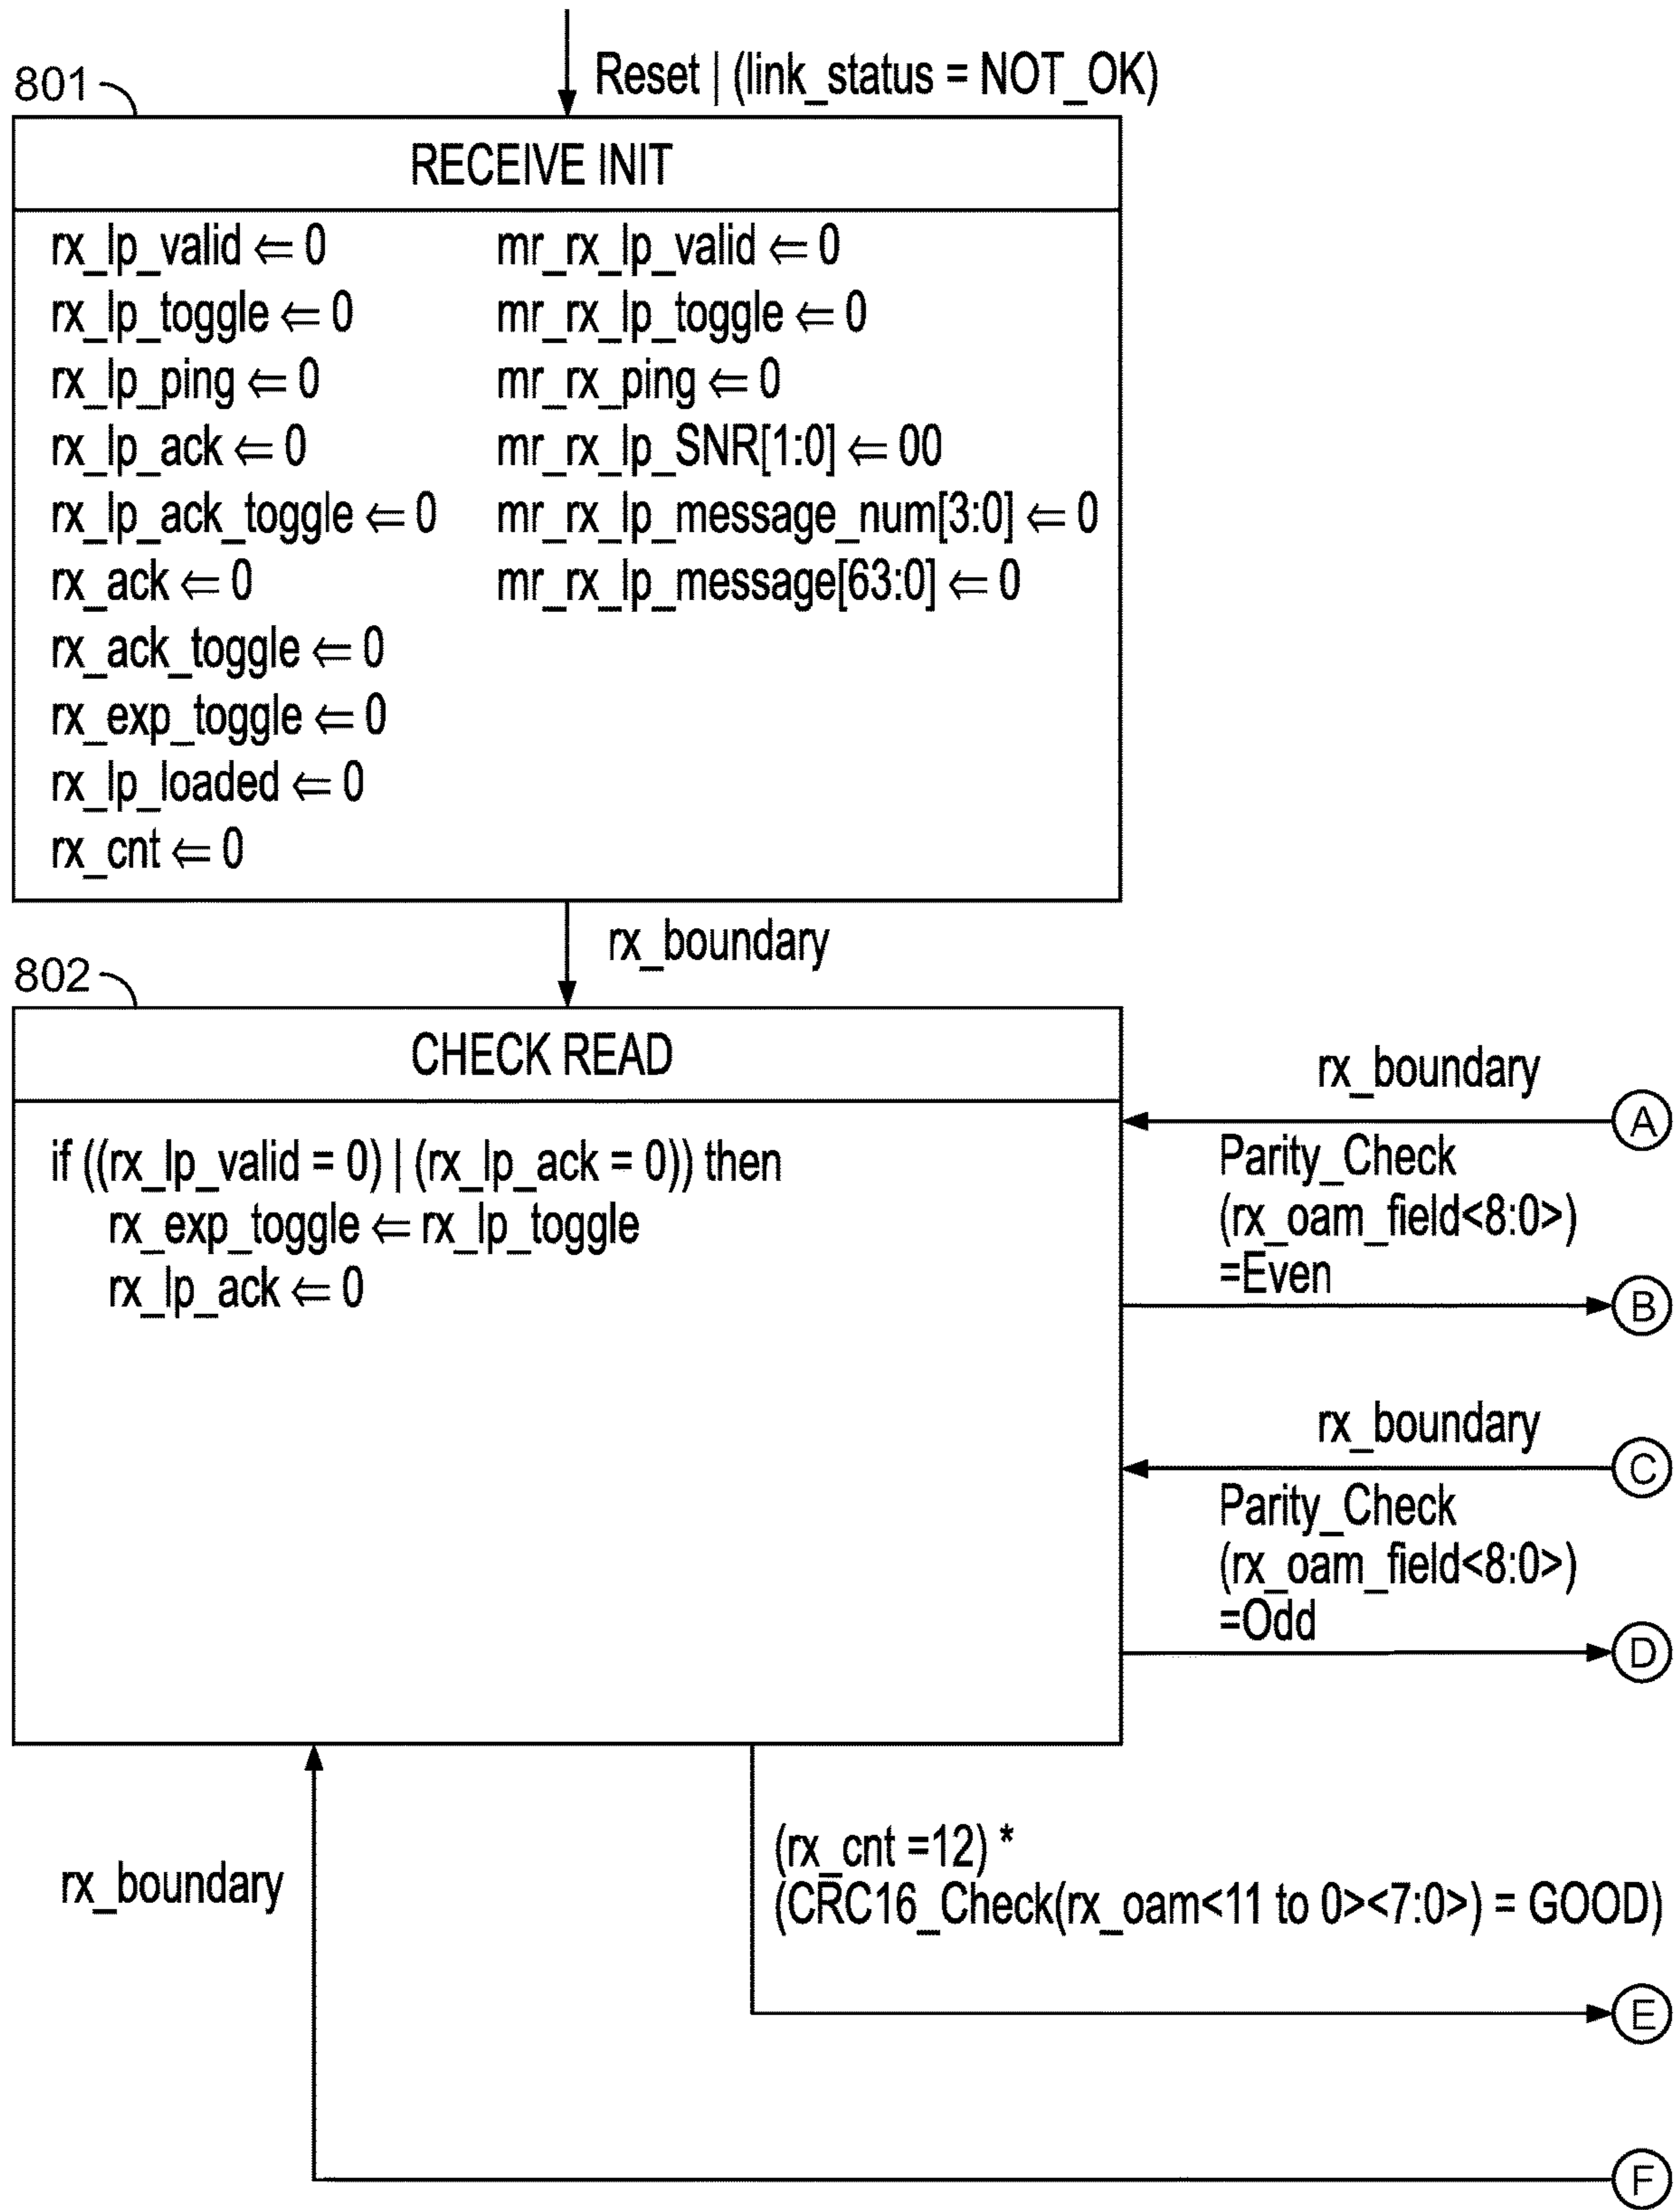 Reset | (link_status = NOT_OK)
801
RECEIVE INIT
rx_lp_valid ⇐ 0 mr_rx_lp_valid ⇐ 0
rx_lp_toggle ⇐ 0 mr_rx_lp_toggle ⇐ 0
rx_lp_ping ⇐ 0 mr_rx_ping ⇐ 0
rx_lp_ack ⇐ 0 mr_rx_lp_SNR[1:0] ⇐ 00
rx_lp_ack_toggle ⇐ 0 mr_rx_lp_message_num[3:0] ⇐ 0
rx_ack ⇐ 0 mr_rx_lp_message[63:0] ⇐ 0
rx_ack_toggle ⇐ 0
rx_exp_toggle ⇐ 0
rx_lp_loaded ⇐ 0
rx_cnt ⇐ 0
rx_boundary
802
CHECK READ
if ((rx_lp_valid = 0) | (rx_lp_ack = 0)) then
rx_exp_toggle ⇐ rx_lp_toggle
rx_lp_ack ⇐ 0
rx_boundary
A
Parity_Check
(rx_oam_field<8:0>)
=Even
B
rx_boundary
C
Parity_Check
(rx_oam_field<8:0>)
=Odd
D
rx_boundary
(rx_cnt =12) *
(CRC16_Check(rx_oam<11 to 0><7:0>) = GOOD)
E
F